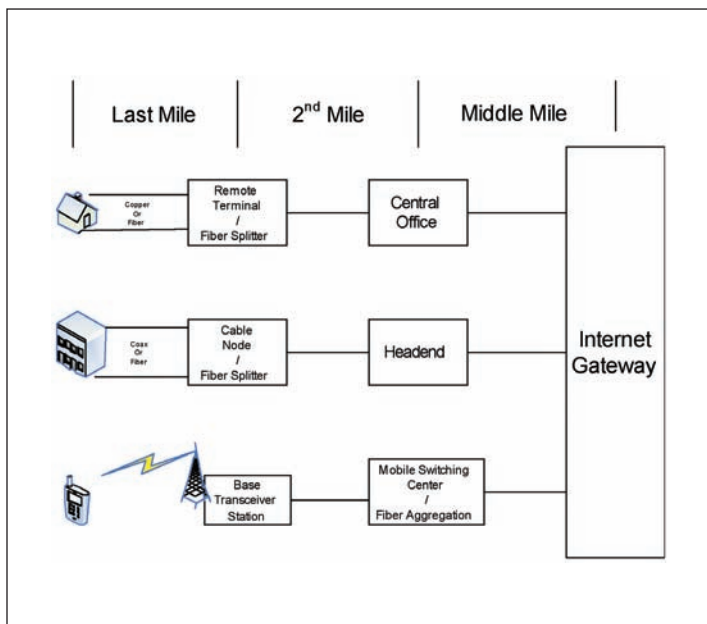 Last Mile
2nd Mile
Middle Mile
Copper
Or
Fiber
Remote
Terminal
/
Fiber Splitter
Central
Office
Coax
Or
Fiber
Cable
Node
/
Fiber Splitter
Headend
Internet
Gateway
Base
Transceiver
Station
Mobile Switching
Center
/
Fiber Aggregation